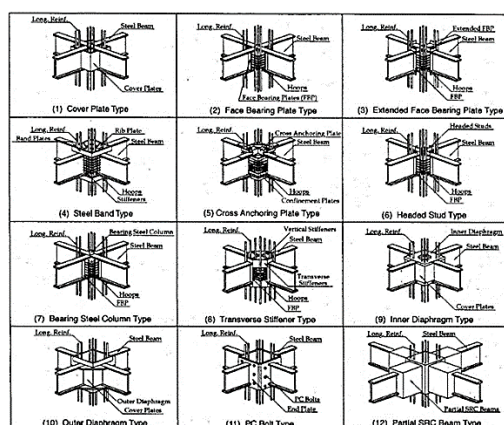 Long. Reinf.
Steel Beam
Cover Plates
(1) Cover Plate Type
Long. Reinf.
Steel Beam
Hoops
Face Bearing Plates (FBP)
(2) Face Bearing Plate Type
Long. Reinf.
Extended FBP
Steel Beam
Hoops
FBP
(3) Extended Face Bearing Plate Type
Long. Reinf.
Rib Plate
Band Plates
Steel Beam
Hoops
Stiffeners
(4) Steel Band Type
Long. Reinf.
Cross Anchoring Plate
Steel Beam
Hoops
Confinement Plates
(5) Cross Anchoring Plate Type
Long. Reinf.
Headed Studs
Steel Beam
Hoops
FBP
(6) Headed Stud Type
Long. Reinf.
Bearing Steel Column
Steel Beam
Hoops
FBP
(7) Bearing Steel Column Type
Long. Reinf.
Vertical Stiffeners
Steel Beam
Transverse
Stiffeners
Hoops
FBP
(6) Transverse Stiffener Type
Long. Reinf.
Inner Diaphragm
Steel Beam
Cover Plates
(9) Inner Diaphragm Type
Long. Reinf.
Steel Beam
Outer Diaphragm
Cover Plates
(10) Outer Diaphragm Type
Long. Reinf.
Steel Beam
PC Bolts
End Plate
(11) PC Bolt Type
Long. Reinf.
Steel Beam
Partial SRC Beams
(12) Partial SRC Beam Type